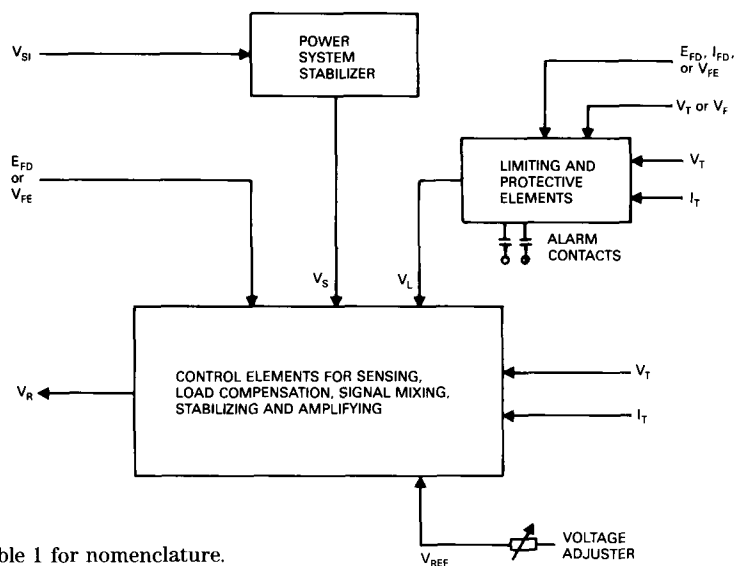 POWER
SYSTEM
STABILIZER
V_SI
E_FD, I_FD,
or V_FE
V_T or V_F
LIMITING AND
PROTECTIVE
ELEMENTS
V_T
I_T
ALARM
CONTACTS
E_FD
or
V_FE
V_S
V_L
CONTROL ELEMENTS FOR SENSING,
LOAD COMPENSATION, SIGNAL MIXING,
STABILIZING AND AMPLIFYING
V_R
V_T
I_T
V_REF
VOLTAGE
ADJUSTER
ble 1 for nomenclature.